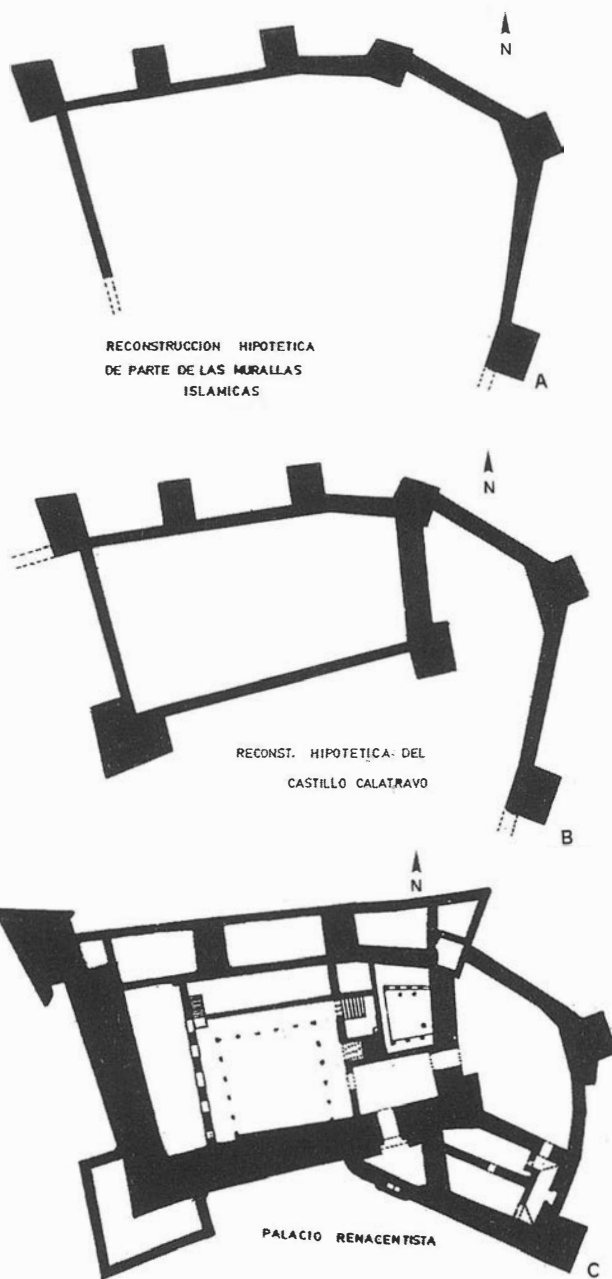 N
RECONSTRUCCION HIPOTETICA
DE PARTE DE LAS MURALLAS
ISLAMICAS
A
N
RECONST. HIPOTETICA DEL
CASTILLO CALATRAVO
B
N
PALACIO RENACENTISTA
C